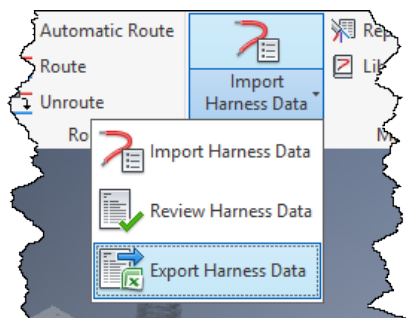 Automatic Route
Route
Unroute
Import
Harness Data
Import Harness Data
Review Harness Data
Export Harness Data